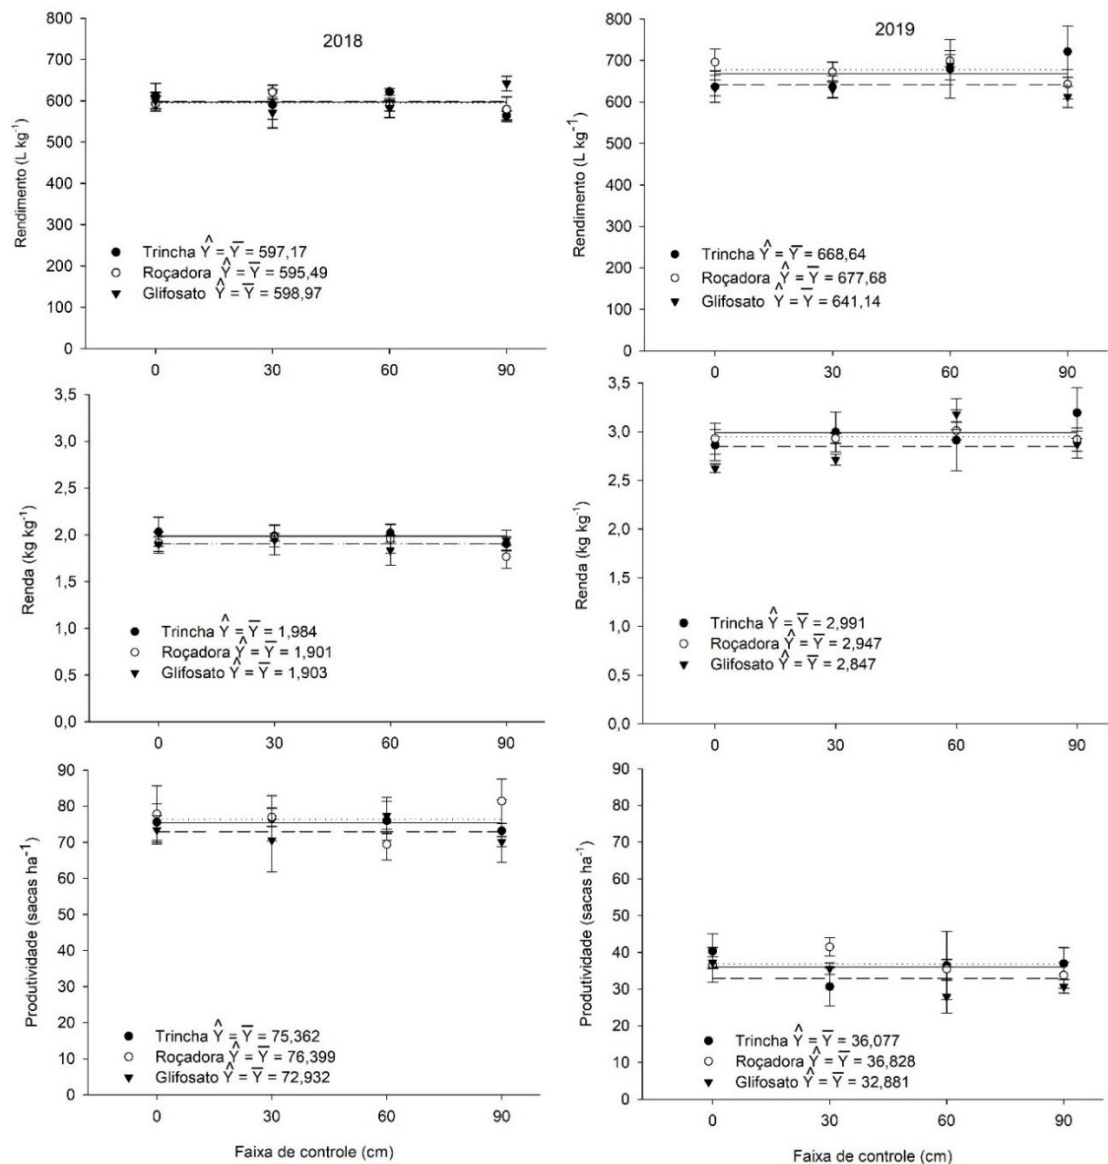 2018
800
700
600
500
400
300
200
100
0
Rendimento (L kg⁻¹)
Trincha Ŷ = Y̅ = 597,17
Roçadora Ŷ = Y̅ = 595,49
Glifosato Ŷ = Y̅ = 598,97
0 30 60 90
2019
800
700
600
500
400
300
200
100
0
Rendimento (L kg⁻¹)
Trincha Ŷ = Y̅ = 668,64
Roçadora Ŷ = Y̅ = 677,68
Glifosato Ŷ = Y̅ = 641,14
0 30 60 90
3,5
3,0
2,5
2,0
1,5
1,0
0,5
0,0
Renda (kg kg⁻¹)
Trincha Ŷ = Y̅ = 1,984
Roçadora Ŷ = Y̅ = 1,901
Glifosato Ŷ = Y̅ = 1,903
0 30 60 90
3,5
3,0
2,5
2,0
1,5
1,0
0,5
0,0
Renda (kg kg⁻¹)
Trincha Ŷ = Y̅ = 2,991
Roçadora Ŷ = Y̅ = 2,947
Glifosato Ŷ = Y̅ = 2,847
0 30 60 90
90
80
70
60
50
40
30
20
10
0
Produtividade (sacas ha⁻¹)
Trincha Ŷ = Y̅ = 75,362
Roçadora Ŷ = Y̅ = 76,399
Glifosato Ŷ = Y̅ = 72,932
0 30 60 90
Faixa de controle (cm)
90
80
70
60
50
40
30
20
10
0
Produtividade (sacas ha⁻¹)
Trincha Ŷ = Y̅ = 36,077
Roçadora Ŷ = Y̅ = 36,828
Glifosato Ŷ = Y̅ = 32,881
0 30 60 90
Faixa de controle (cm)